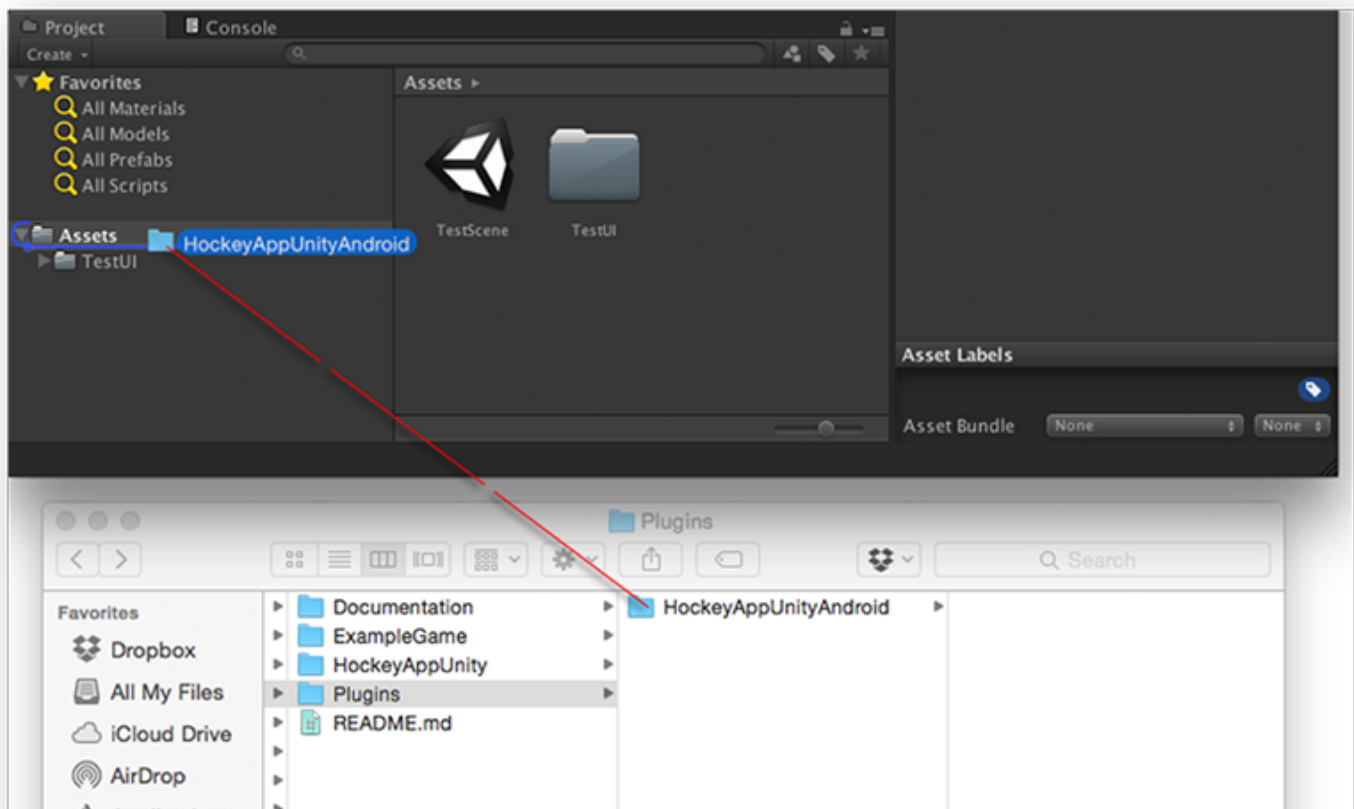 Project
Console
Create
Favorites
Assets
All Materials
All Models
All Prefabs
All Scripts
Assets
HockeyAppUnityAndroid
TestUI
TestScene
TestUI
Asset Labels
Asset Bundle
None
None
Plugins
Search
Favorites
Dropbox
All My Files
iCloud Drive
AirDrop
Documentation
ExampleGame
HockeyAppUnity
Plugins
README.md
HockeyAppUnityAndroid